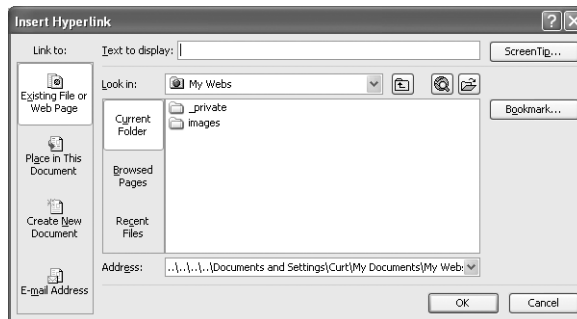 Insert Hyperlink
Link to:
Text to display:
ScreenTip...
Existing File or
Web Page
Look in:
My Webs
Bookmark...
Current
Folder
_private
images
Place in This
Document
Browsed
Pages
Create New
Document
Recent
Files
E-mail Address
Address:
..\..\..\..\Documents and Settings\Curt\My Documents\My Webs
OK
Cancel